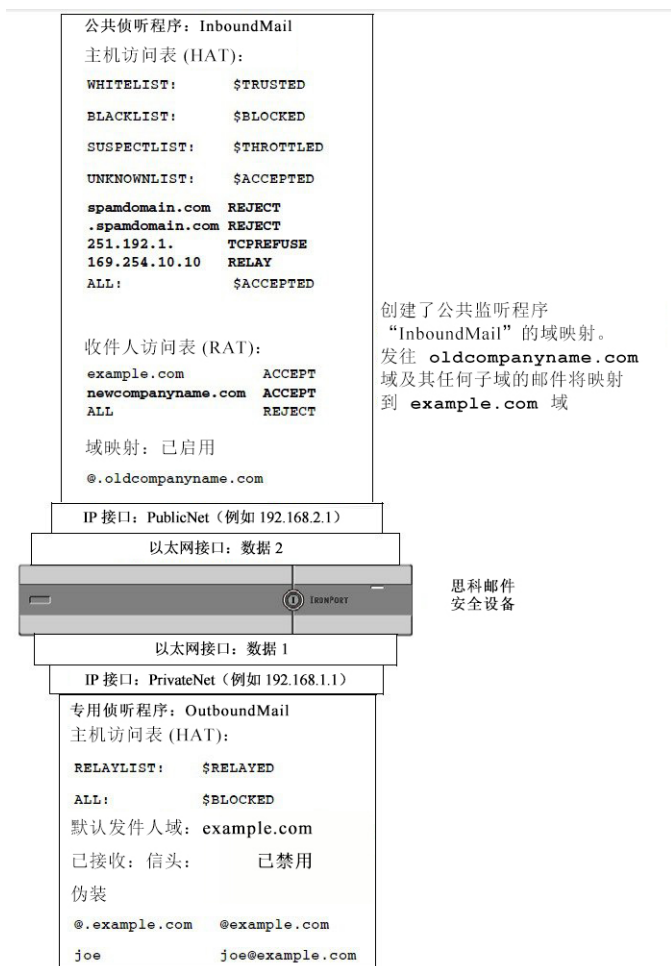 公共侦听程序：InboundMail
主机访问表 (HAT)：
WHITELIST: $TRUSTED
BLACKLIST: $BLOCKED
SUSPECTLIST: $THROTTLED
UNKNOWNLIST: $ACCEPTED
spamdomain.com REJECT
.spamdomain.com REJECT
251.192.1. TCPREFUSE
169.254.10.10 RELAY
ALL: $ACCEPTED
收件人访问表 (RAT)：
example.com ACCEPT
newcompanyname.com ACCEPT
ALL REJECT
域映射：已启用
@.oldcompanyname.com
创建了公共监听程序
“InboundMail”的域映射。
发往 oldcompanyname.com
域及其任何子域的邮件将映射
到 example.com 域
IP 接口：PublicNet（例如 192.168.2.1）
以太网接口：数据 2
IRONPORT
思科邮件
安全设备
以太网接口：数据 1
IP 接口：PrivateNet（例如 192.168.1.1）
专用侦听程序：OutboundMail
主机访问表 (HAT)：
RELAYLIST: $RELAYED
ALL: $BLOCKED
默认发件人域：example.com
已接收：信头： 已禁用
伪装
@.example.com @example.com
joe joe@example.com